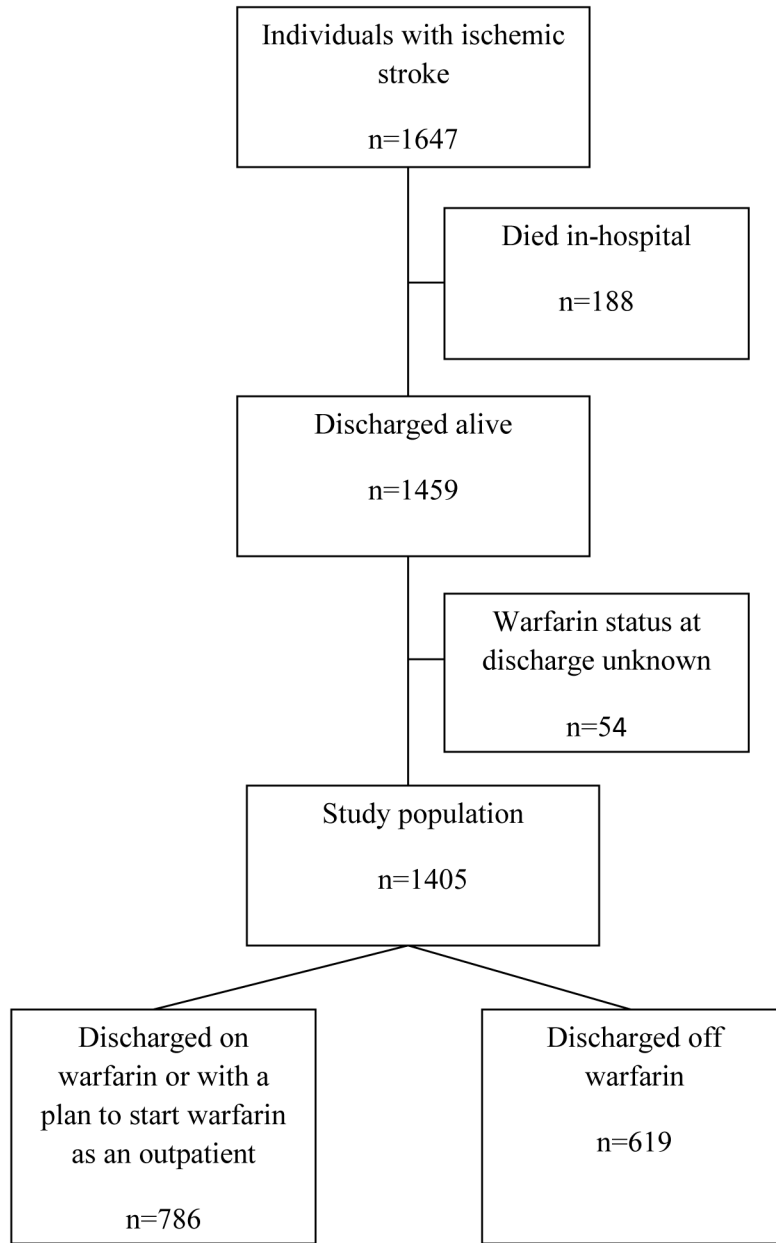 Individuals with ischemic
stroke
n=1647
Died in-hospital
n=188
Discharged alive
n=1459
Warfarin status at
discharge unknown
n=54
Study population
n=1405
Discharged on
warfarin or with a
plan to start warfarin
as an outpatient
n=786
Discharged off
warfarin
n=619